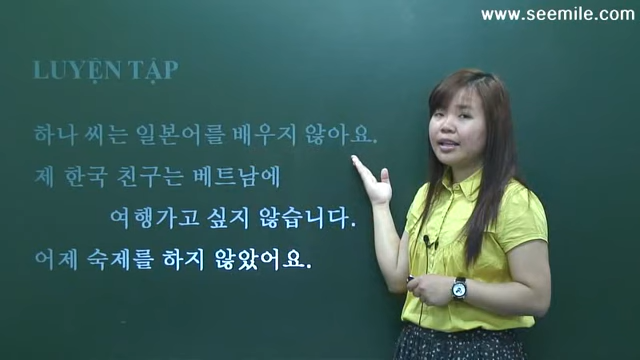 www.seemile.com
LUYỆN TẬP
하나 씨는 일본어를 배우지 않아요.
제 한국 친구는 베트남에
여행가고 싶지 않습니다.
어제 숙제를 하지 않았어요.